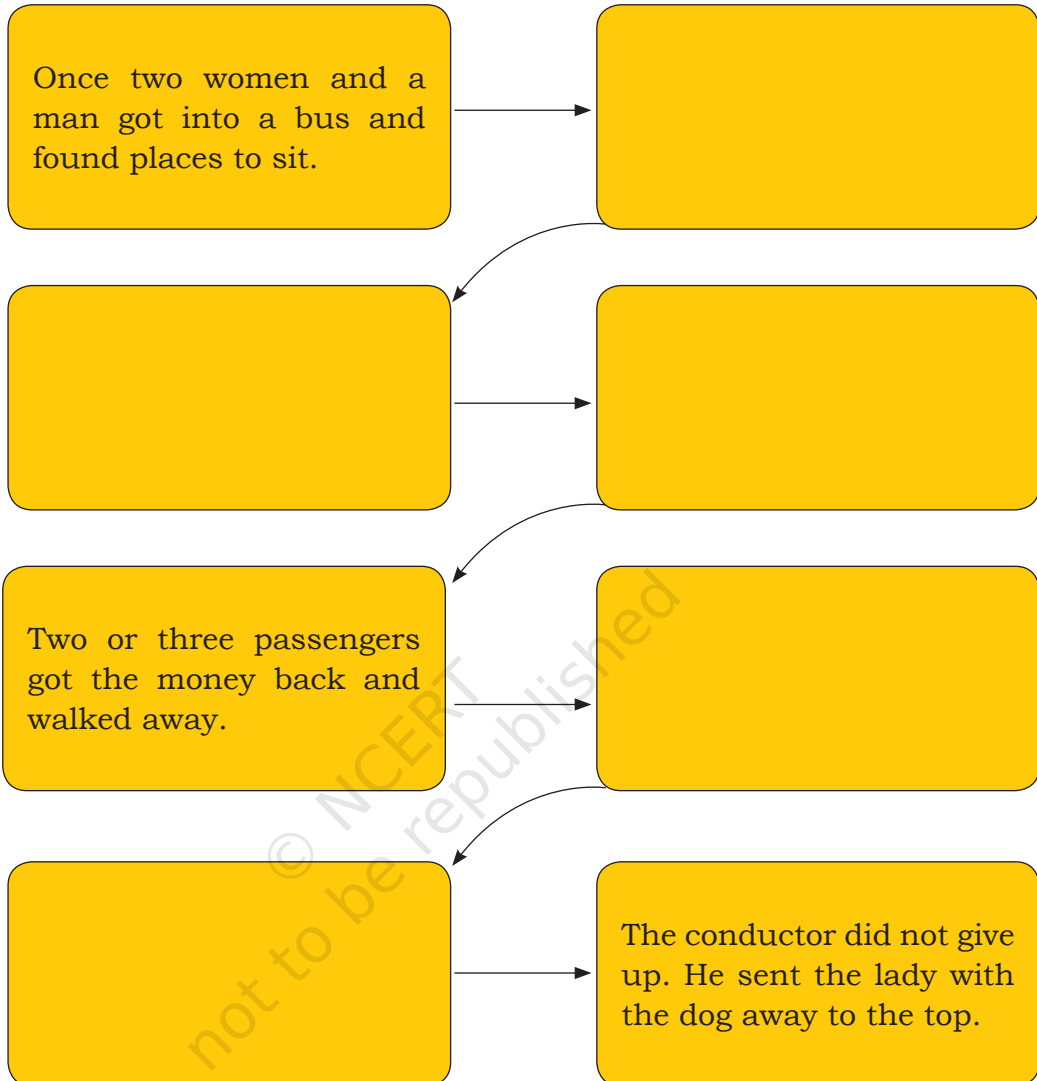 Once two women and a
man got into a bus and
found places to sit.
Two or three passengers
got the money back and
walked away.
© NCERT
not to be republished
The conductor did not give
up. He sent the lady with
the dog away to the top.